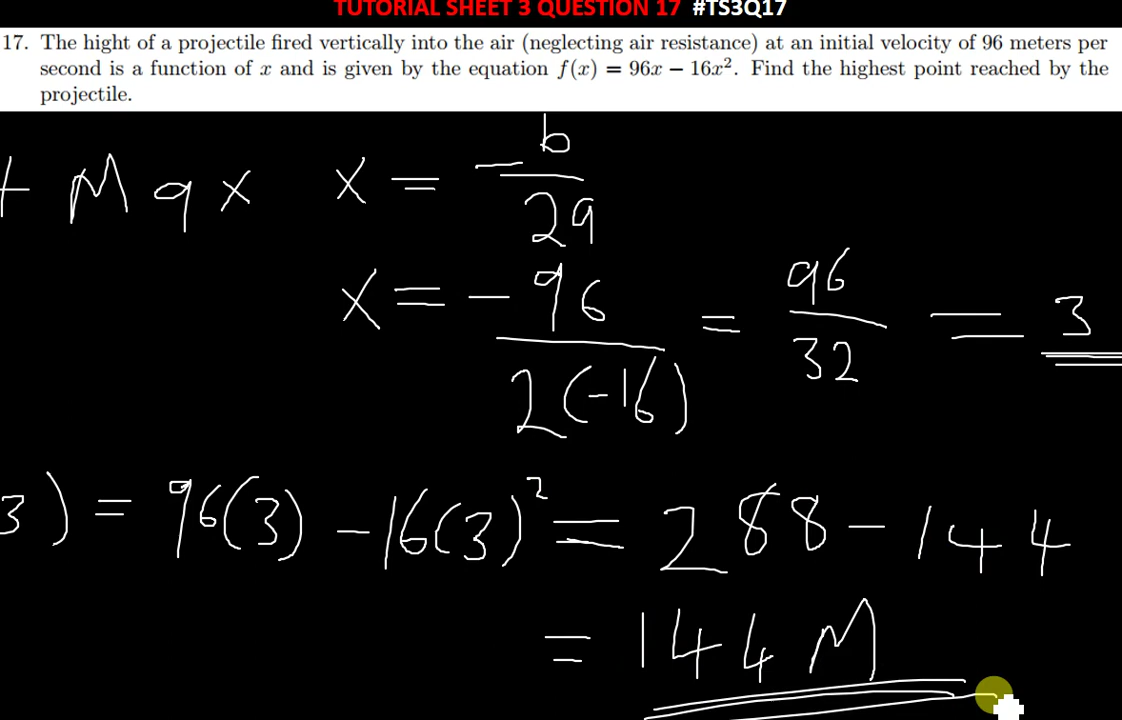 TUTORIAL SHEET 3 QUESTION 17 #TS3Q17
17. The hight of a projectile fired vertically into the air (neglecting air resistance) at an initial velocity of 96 meters per
second is a function of x and is given by the equation f(x) = 96x − 16x². Find the highest point reached by the
projectile.
t Max x = -b/2a
x = -96/2(-16) = 96/32 = 3
3) = 96(3) - 16(3)² = 288 - 144
= 144 M